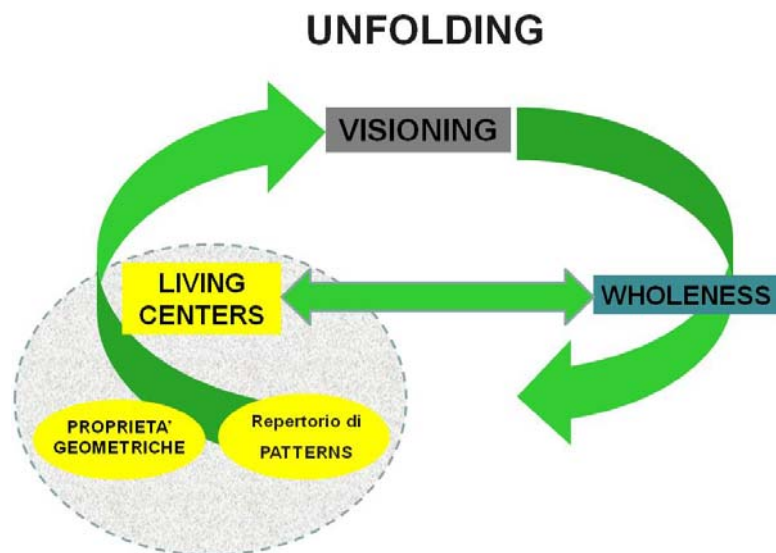 UNFOLDING
VISIONING
LIVING
CENTERS
WHOLENESS
PROPRIETA'
GEOMETRICHE
Repertorio di
PATTERNS